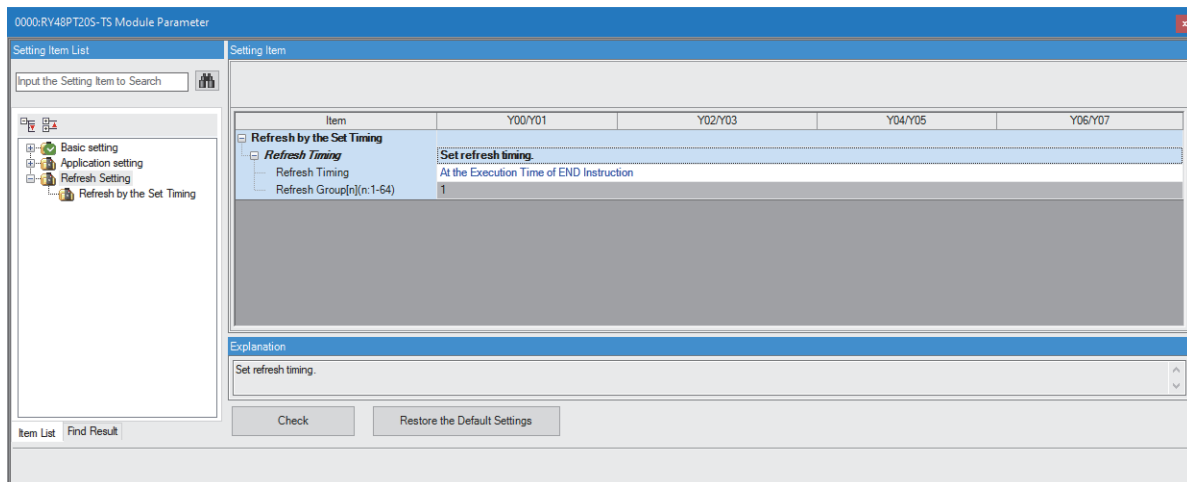 0000:RY48PT20S-TS Module Parameter
x
Setting Item List
Input the Setting Item to Search
Basic setting
Application setting
Refresh Setting
Refresh by the Set Timing
Item List
Find Result
Setting Item
Item Y00/Y01 Y02/Y03 Y04/Y05 Y06/Y07
Refresh by the Set Timing
Refresh Timing Set refresh timing.
Refresh Timing At the Execution Time of END Instruction
Refresh Group[n](n:1-64) 1
Explanation
Set refresh timing.
Check Restore the Default Settings